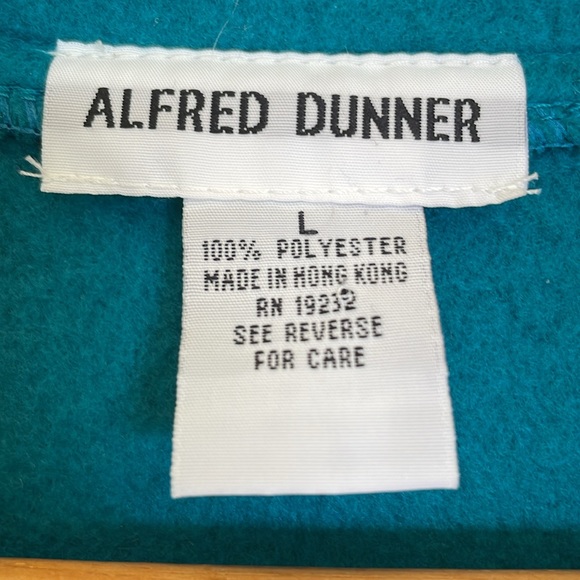 ALFRED DUNNER
L
100% POLYESTER
MADE IN HONG KONG
RN 19232
SEE REVERSE
FOR CARE